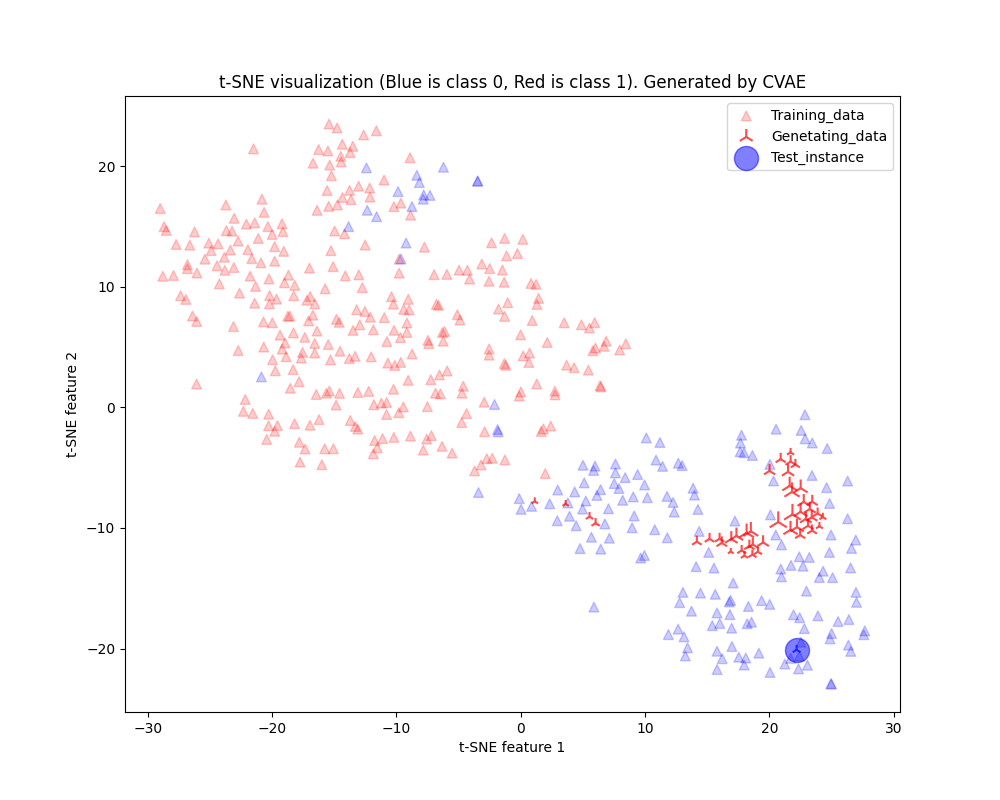 t-SNE visualization (Blue is class 0, Red is class 1). Generated by CVAE
Training_data
Genetating_data
Test_instance
20
10
0
−10
−20
t-SNE feature 2
−30
−20
−10
0
10
20
30
t-SNE feature 1